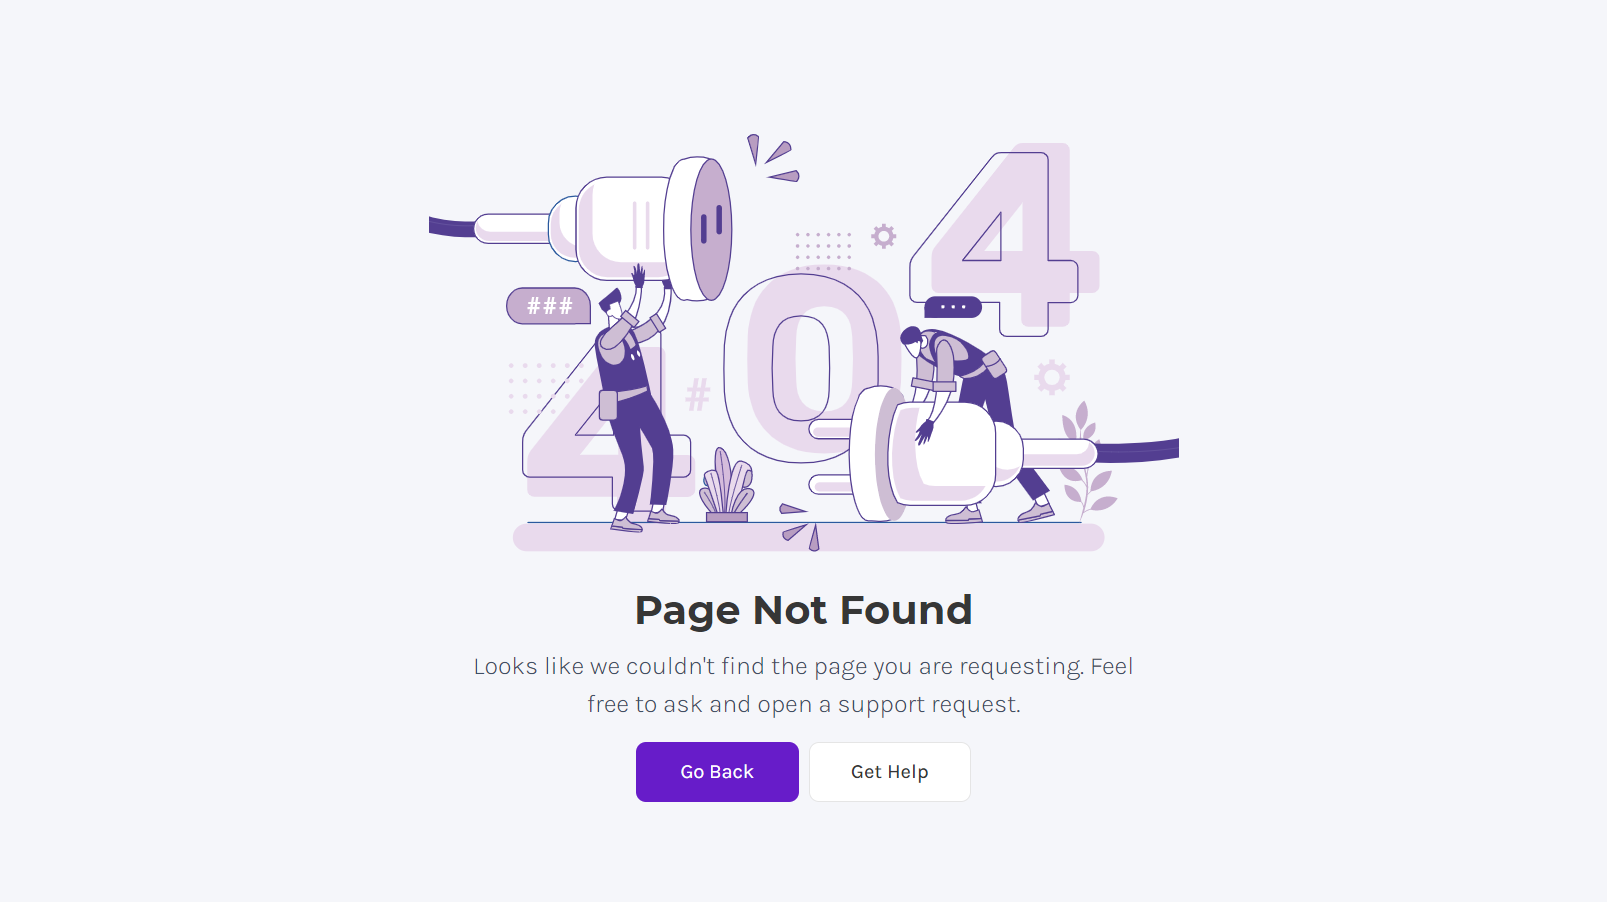 404
###
#
Page Not Found
Looks like we couldn't find the page you are requesting. Feel
free to ask and open a support request.
Go Back
Get Help